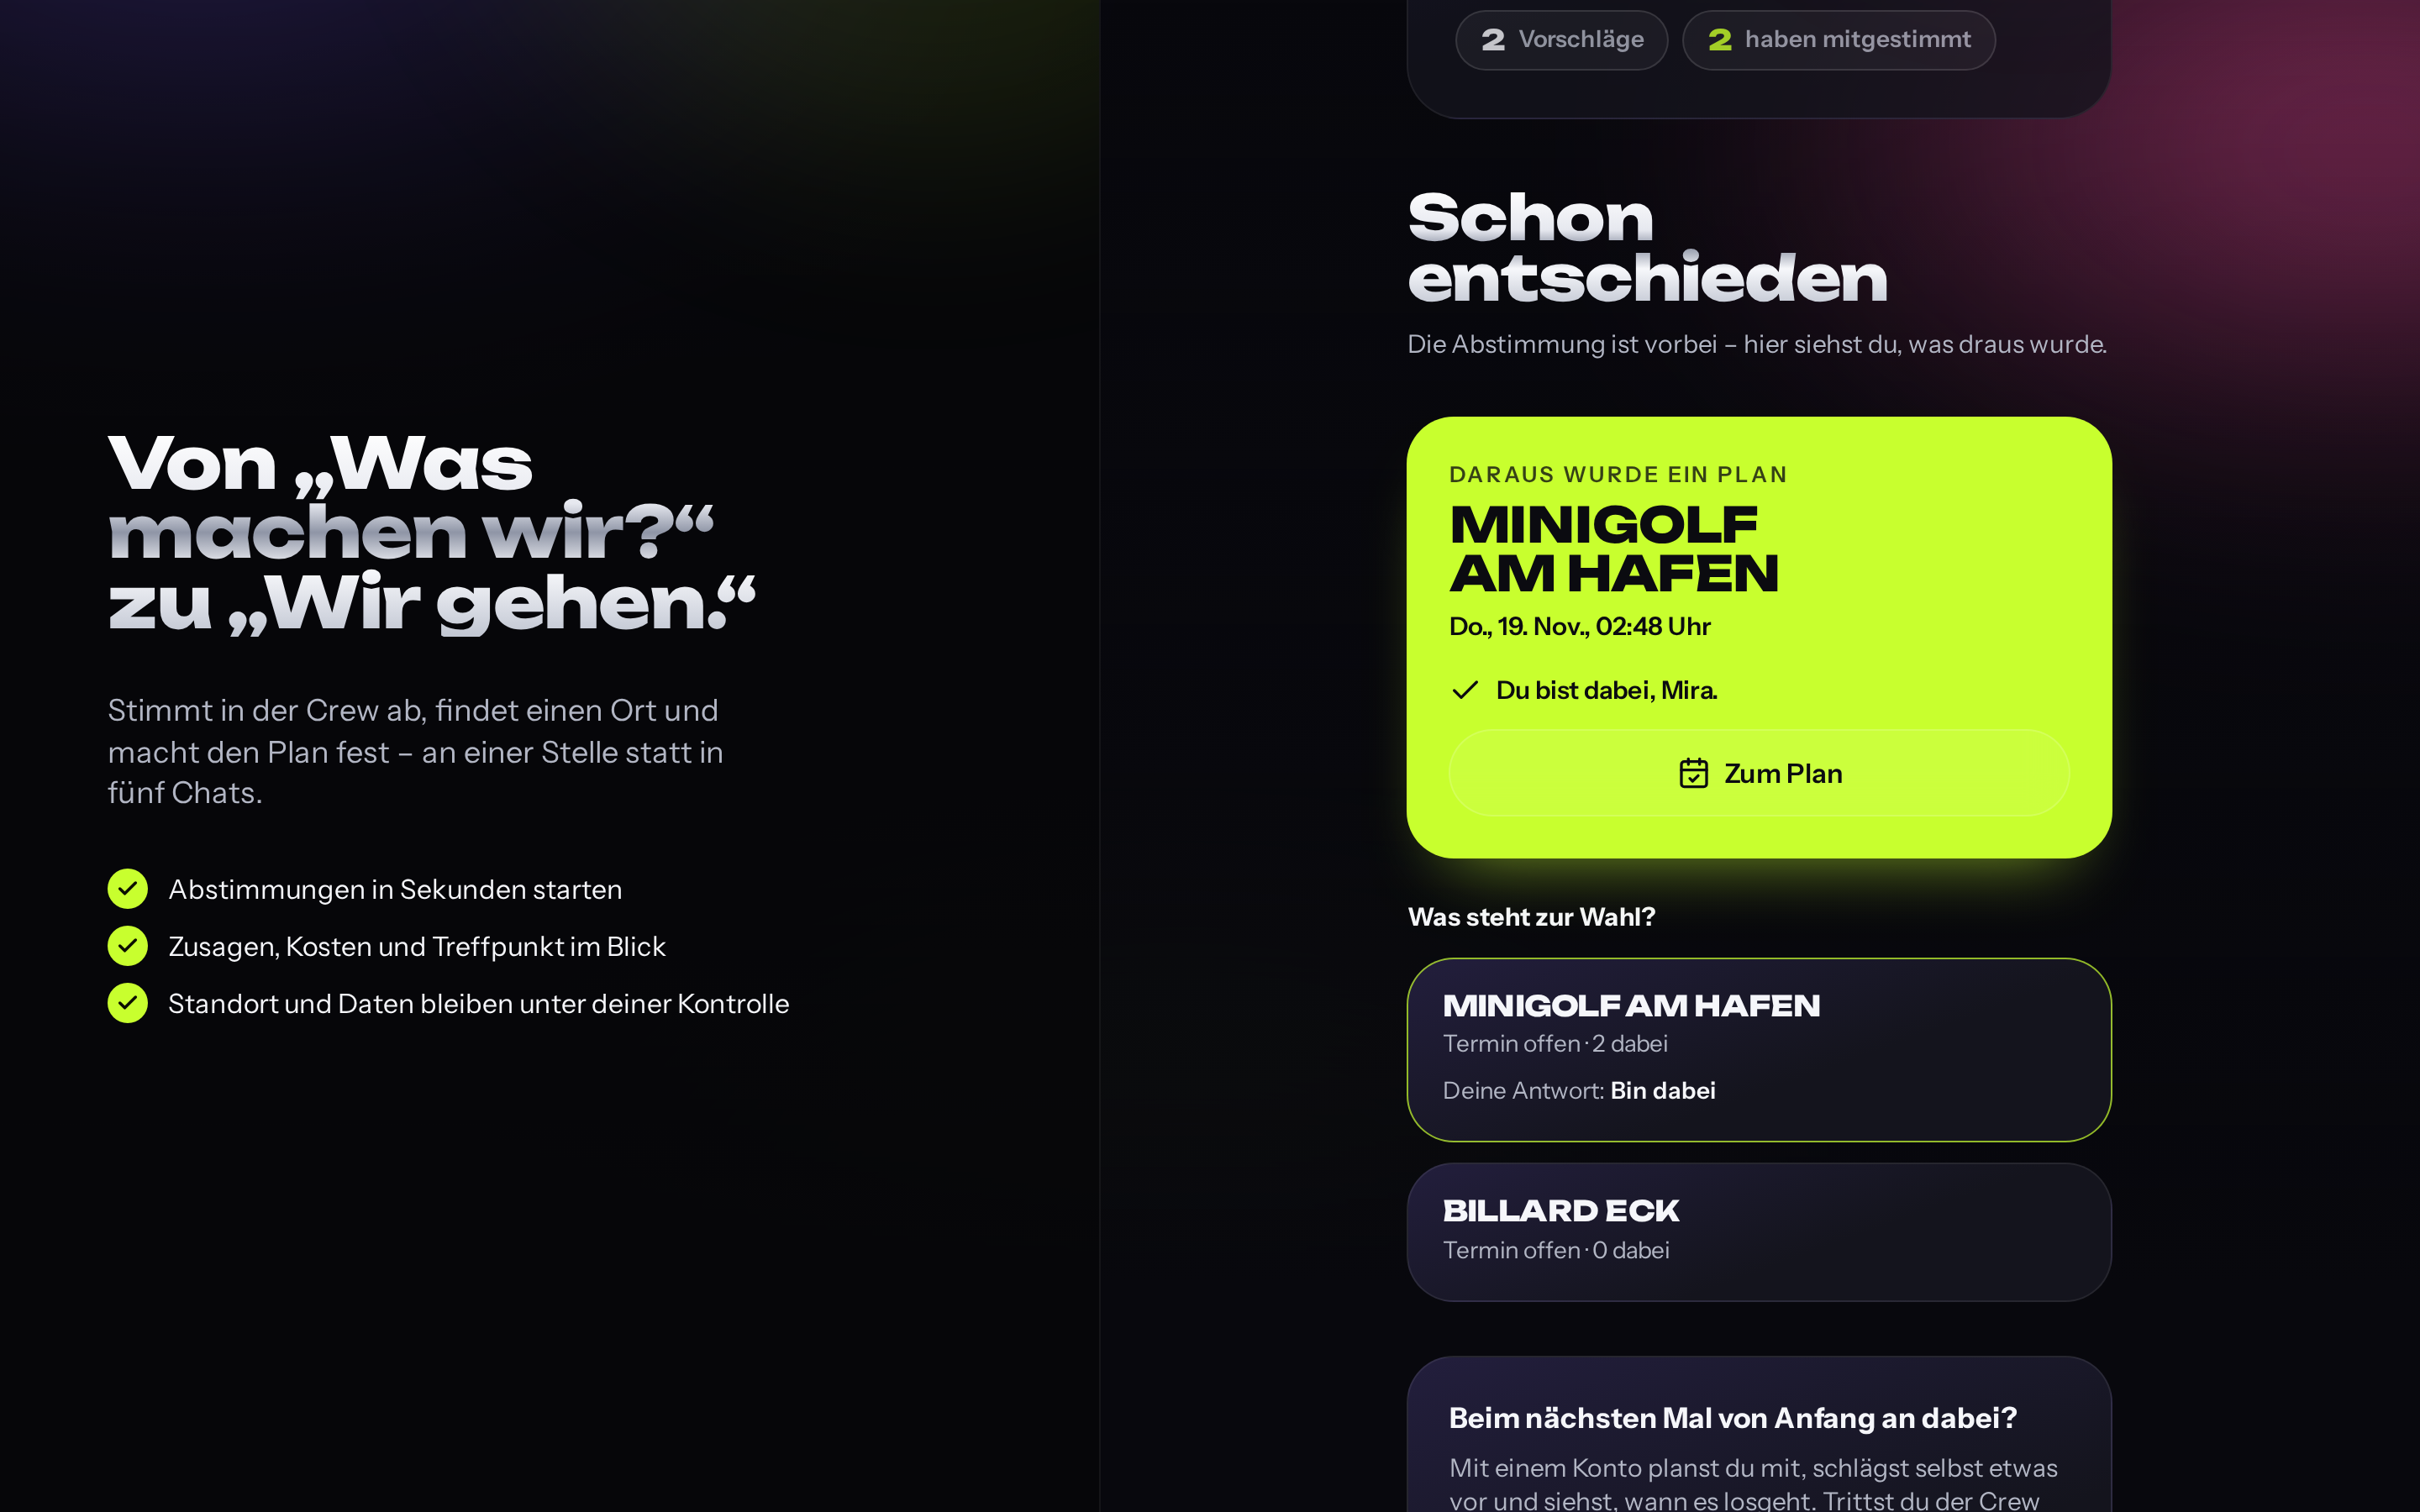 Von „Was
machen wir?“
zu „Wir gehen.“
Stimmt in der Crew ab, findet einen Ort und
macht den Plan fest – an einer Stelle statt in
fünf Chats.
Abstimmungen in Sekunden starten
Zusagen, Kosten und Treffpunkt im Blick
Standort und Daten bleiben unter deiner Kontrolle
2 Vorschläge 2 haben mitgestimmt
Schon
entschieden
Die Abstimmung ist vorbei – hier siehst du, was draus wurde.
DARAUS WURDE EIN PLAN
MINIGOLF
AM HAFEN
Do., 19. Nov., 02:48 Uhr
Du bist dabei, Mira.
Zum Plan
Was steht zur Wahl?
MINIGOLF AM HAFEN
Termin offen · 2 dabei
Deine Antwort: Bin dabei
BILLARD ECK
Termin offen · 0 dabei
Beim nächsten Mal von Anfang an dabei?
Mit einem Konto planst du mit, schlägst selbst etwas
vor und siehst, wann es losgeht. Trittst du der Crew